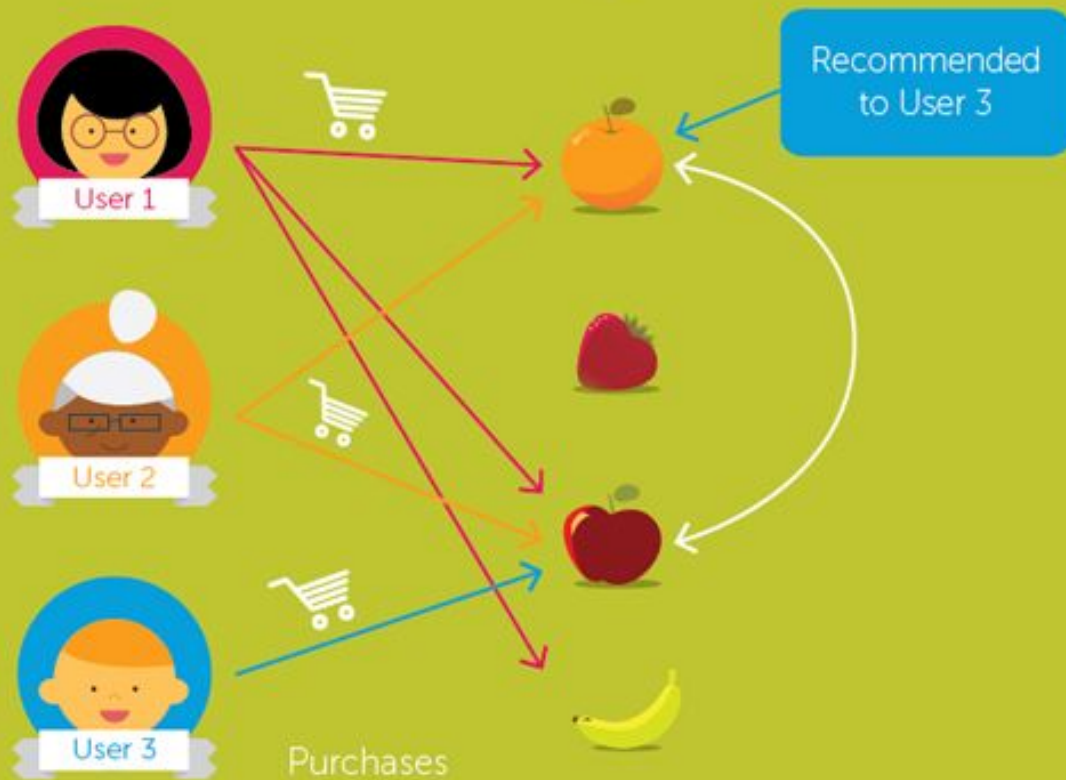 User 1
Recommended
to User 3
User 2
User 3
Purchases